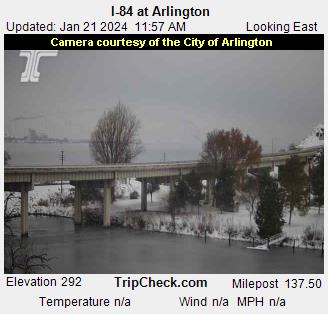 I-84 at Arlington
Updated: Jan 21 2024 11:57 AM Looking East
Camera courtesy of the City of Arlington
Elevation 292 TripCheck.com Milepost 137.50
Temperature n/a Wind n/a MPH n/a